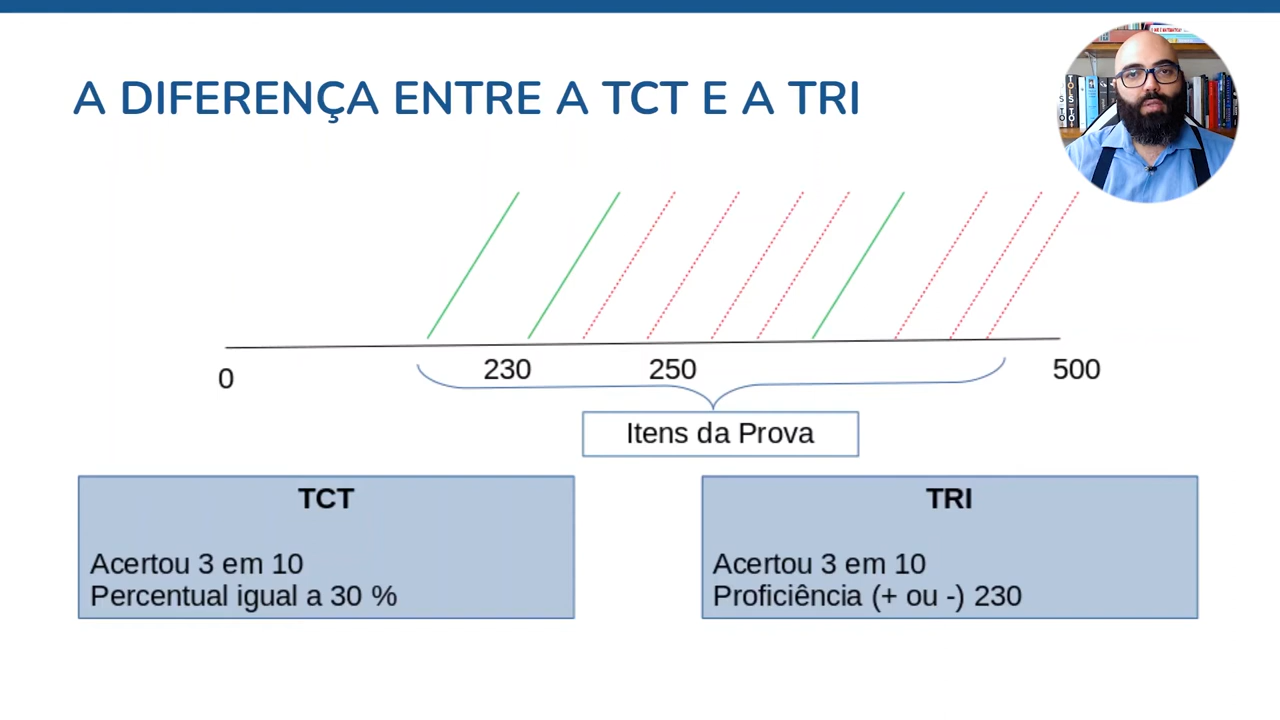 A DIFERENÇA ENTRE A TCT E A TRI
0
230
250
500
Itens da Prova
TCT
Acertou 3 em 10
Percentual igual a 30 %
TRI
Acertou 3 em 10
Proficiência (+ ou -) 230